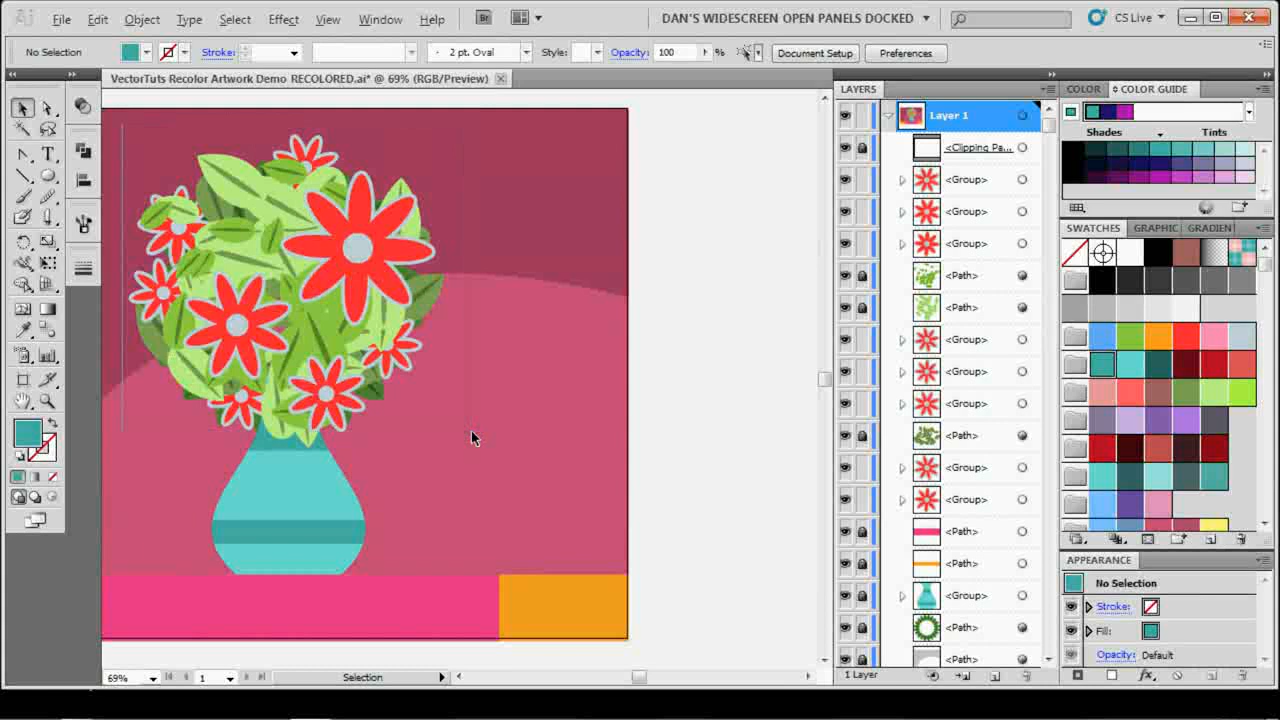 Ai File Edit Object Type Select Effect View Window Help Br DAN'S WIDESCREEN OPEN PANELS DOCKED CS Live
No Selection Stroke: 2 pt. Oval Style: Opacity: 100 % Document Setup Preferences
VectorTuts Recolor Artwork Demo RECOLORED.ai* @ 69% (RGB/Preview)
LAYERS
Layer 1
<Clipping Pa...
<Group>
<Group>
<Group>
<Path>
<Path>
<Group>
<Group>
<Group>
<Path>
<Group>
<Group>
<Path>
<Path>
<Group>
<Path>
<Path>
1 Layer
COLOR COLOR GUIDE
Shades Tints
SWATCHES GRAPHIC GRADIEN
APPEARANCE
No Selection
Stroke:
Fill:
Opacity: Default
fx
69% 1 Selection